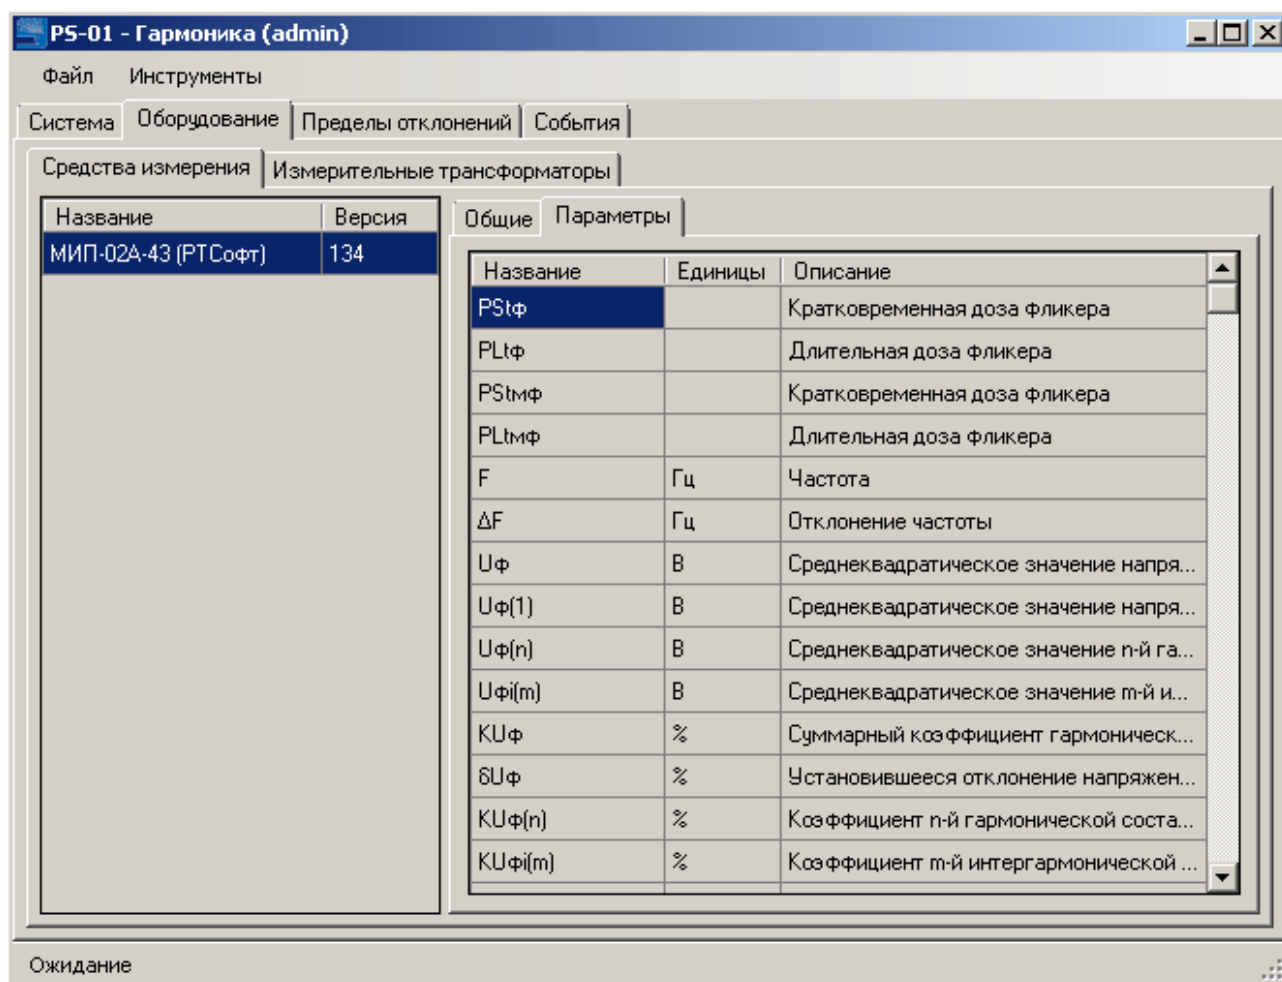 PS-01 - Гармоника (admin)
Файл Инструменты
Система Оборудование Пределы отклонений События
Средства измерения Измерительные трансформаторы
Название Версия
МИП-02А-43 (РТСофт) 134
Общие Параметры
Название Единицы Описание
PStф Кратковременная доза фликера
PLtф Длительная доза фликера
PStмф Кратковременная доза фликера
PLtмф Длительная доза фликера
F Гц Частота
ΔF Гц Отклонение частоты
Uф В Среднеквадратическое значение напря...
Uф(1) В Среднеквадратическое значение напря...
Uф(n) В Среднеквадратическое значение n-й га...
Uфi(m) В Среднеквадратическое значение m-й и...
KUф % Суммарный коэффициент гармоническ...
δUф % Установившееся отклонение напряжен...
KUф(n) % Коэффициент n-й гармонической соста...
KUфi(m) % Коэффициент m-й интергармонической ...
Ожидание